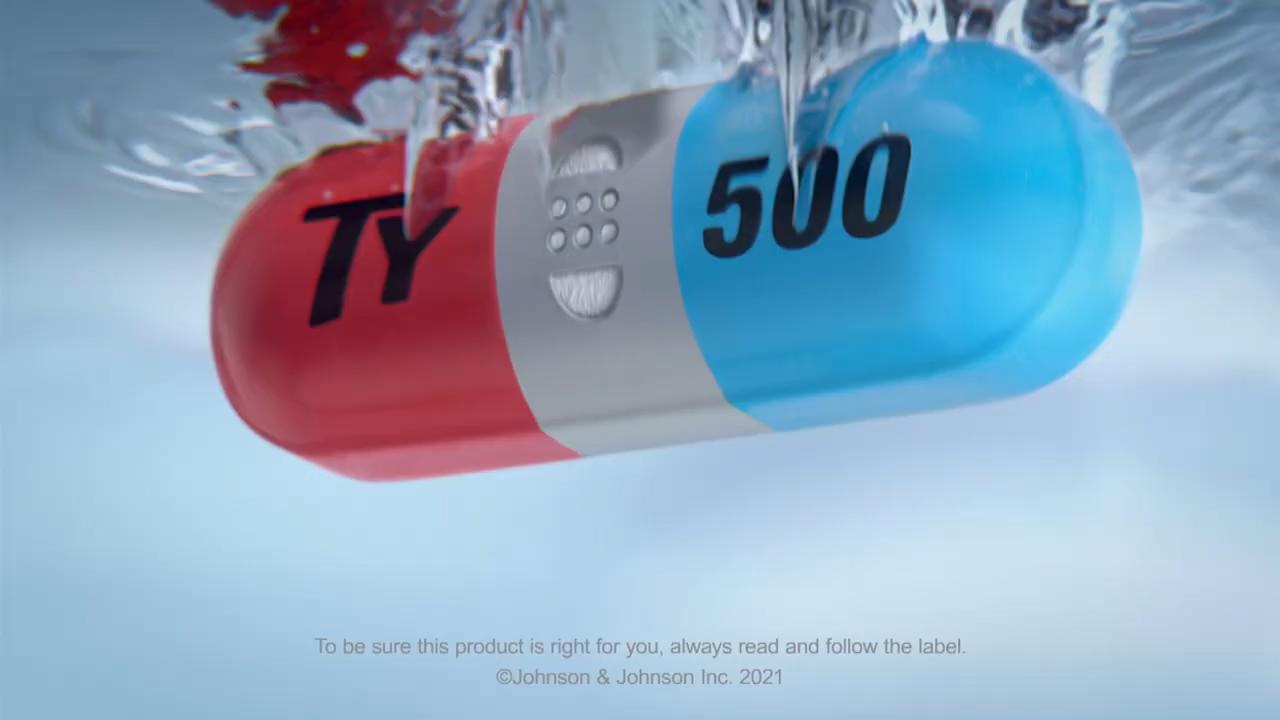 TY 500
To be sure this product is right for you, always read and follow the label.
©Johnson & Johnson Inc. 2021